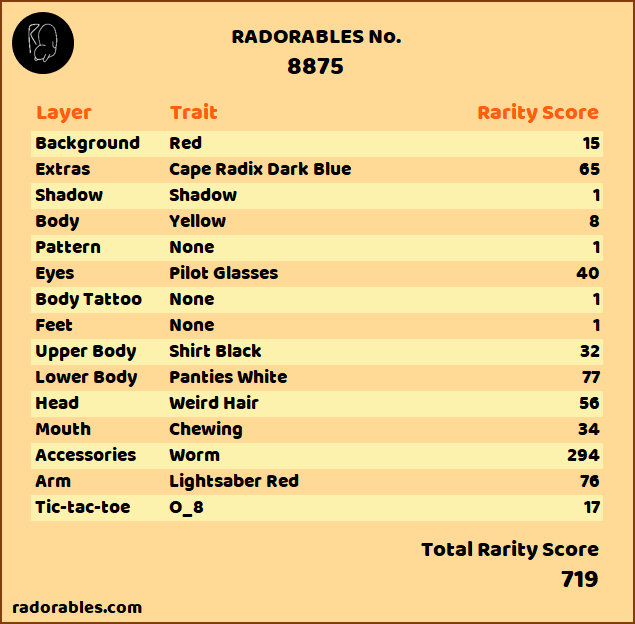 RADORABLES No.
8875
Layer Trait Rarity Score
Background Red 15
Extras Cape Radix Dark Blue 65
Shadow Shadow 1
Body Yellow 8
Pattern None 1
Eyes Pilot Glasses 40
Body Tattoo None 1
Feet None 1
Upper Body Shirt Black 32
Lower Body Panties White 77
Head Weird Hair 56
Mouth Chewing 34
Accessories Worm 294
Arm Lightsaber Red 76
Tic-tac-toe O_8 17
Total Rarity Score
719
radorables.com